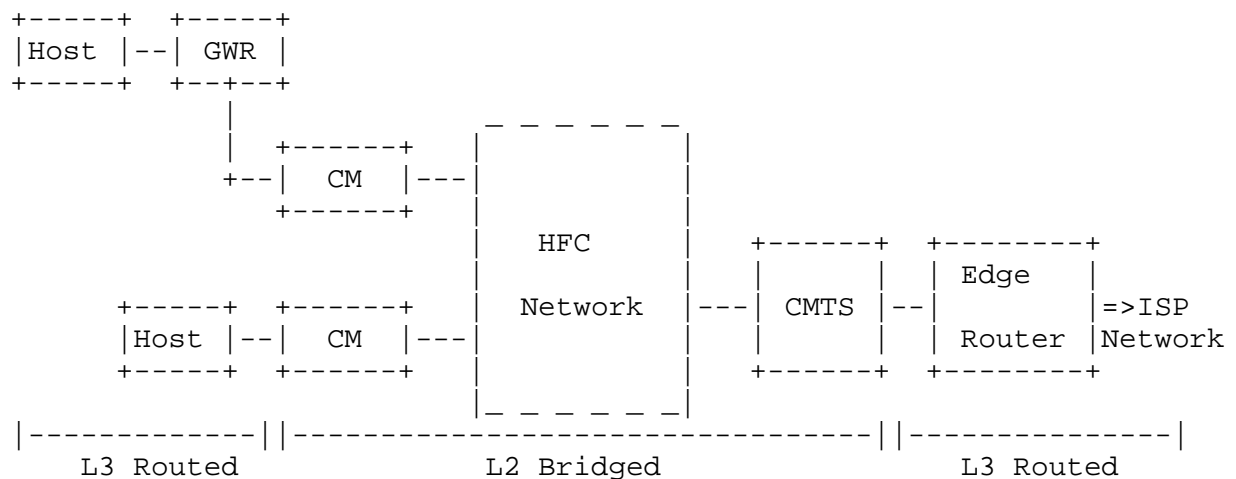 Host GWR
CM
HFC
Edge
Network CMTS =>ISP
Host CM Router Network
L3 Routed L2 Bridged L3 Routed